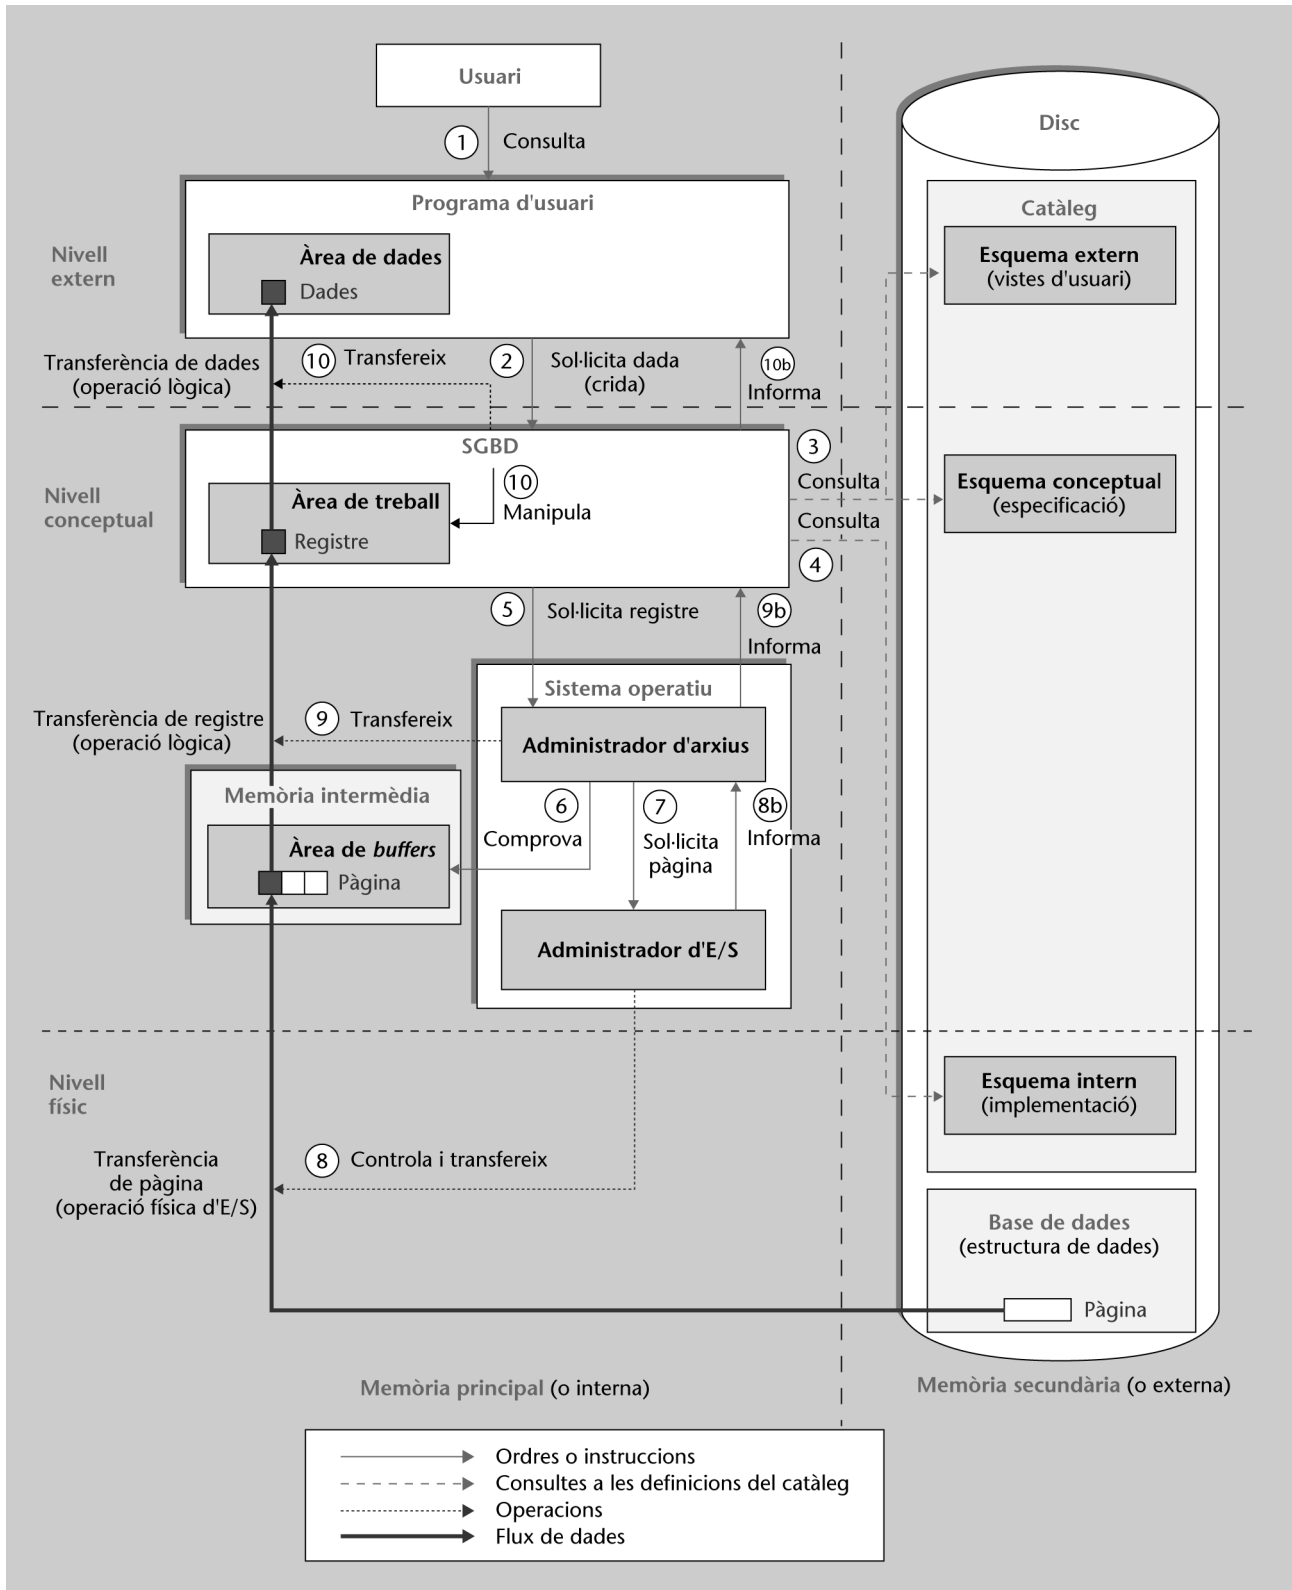 Usuari
1 Consulta
Disc
Programa d'usuari
Catàleg
Nivell
extern
Àrea de dades
Dades
Esquema extern
(vistes d'usuari)
Transferència de dades
(operació lògica)
10 Transfereix
2 Sol·licita dada
(crida)
10b
Informa
SGBD
3
Consulta
Nivell
conceptual
Àrea de treball
Registre
10
Manipula
Esquema conceptual
(especificació)
Consulta
4
5 Sol·licita registre
9b
Informa
Sistema operatiu
Transferència de registre
(operació lògica)
9 Transfereix
Administrador d'arxius
Memòria intermèdia
6
Comprova
7
Sol·licita
pàgina
8b
Informa
Àrea de buffers
Pàgina
Administrador d'E/S
Nivell
físic
Esquema intern
(implementació)
Transferència
de pàgina
(operació física d'E/S)
8 Controla i transfereix
Base de dades
(estructura de dades)
Pàgina
Memòria principal (o interna)
Memòria secundària (o externa)
Ordres o instruccions
Consultes a les definicions del catàleg
Operacions
Flux de dades